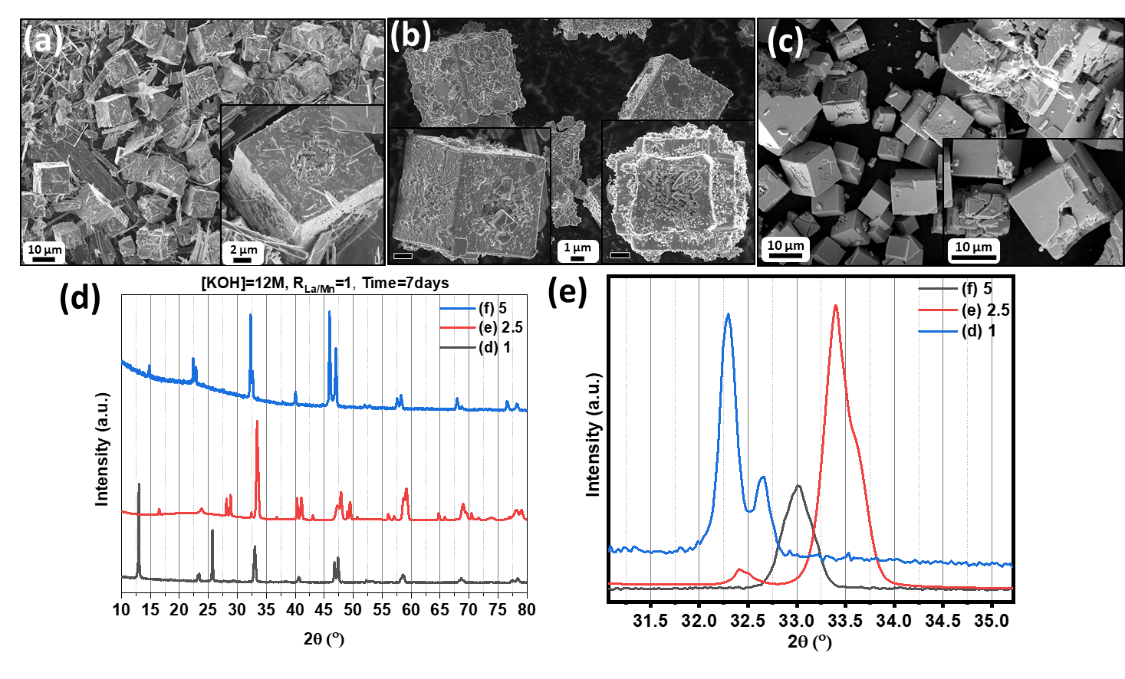 (a)
10 µm
2 µm
(b)
1 µm
(c)
10 µm
10 µm
(d)
[KOH]=12M, RLa/Mn=1, Time=7days
(f) 5
(e) 2.5
(d) 1
Intensity (a.u.)
10 15 20 25 30 35 40 45 50 55 60 65 70 75 80
2θ (°)
(e)
(f) 5
(e) 2.5
(d) 1
Intensity (a.u.)
31.5 32.0 32.5 33.0 33.5 34.0 34.5 35.0
2θ (°)